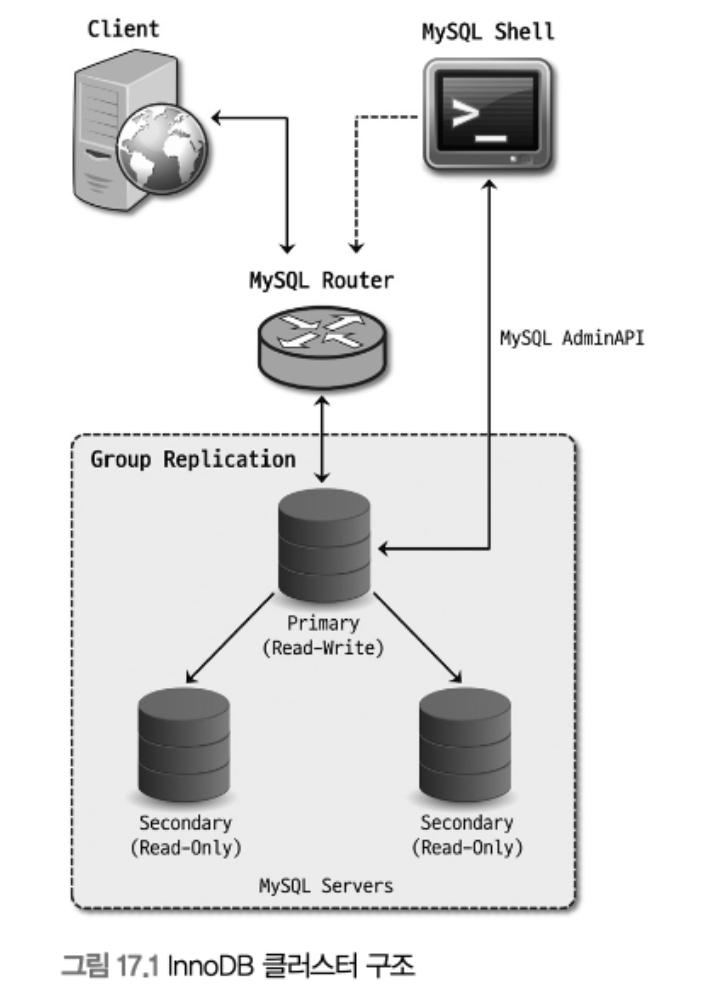 Client
MySQL Shell
>_
MySQL Router
MySQL AdminAPI
Group Replication
Primary
(Read-Write)
Secondary
(Read-Only)
Secondary
(Read-Only)
MySQL Servers
그림 17.1 InnoDB 클러스터 구조